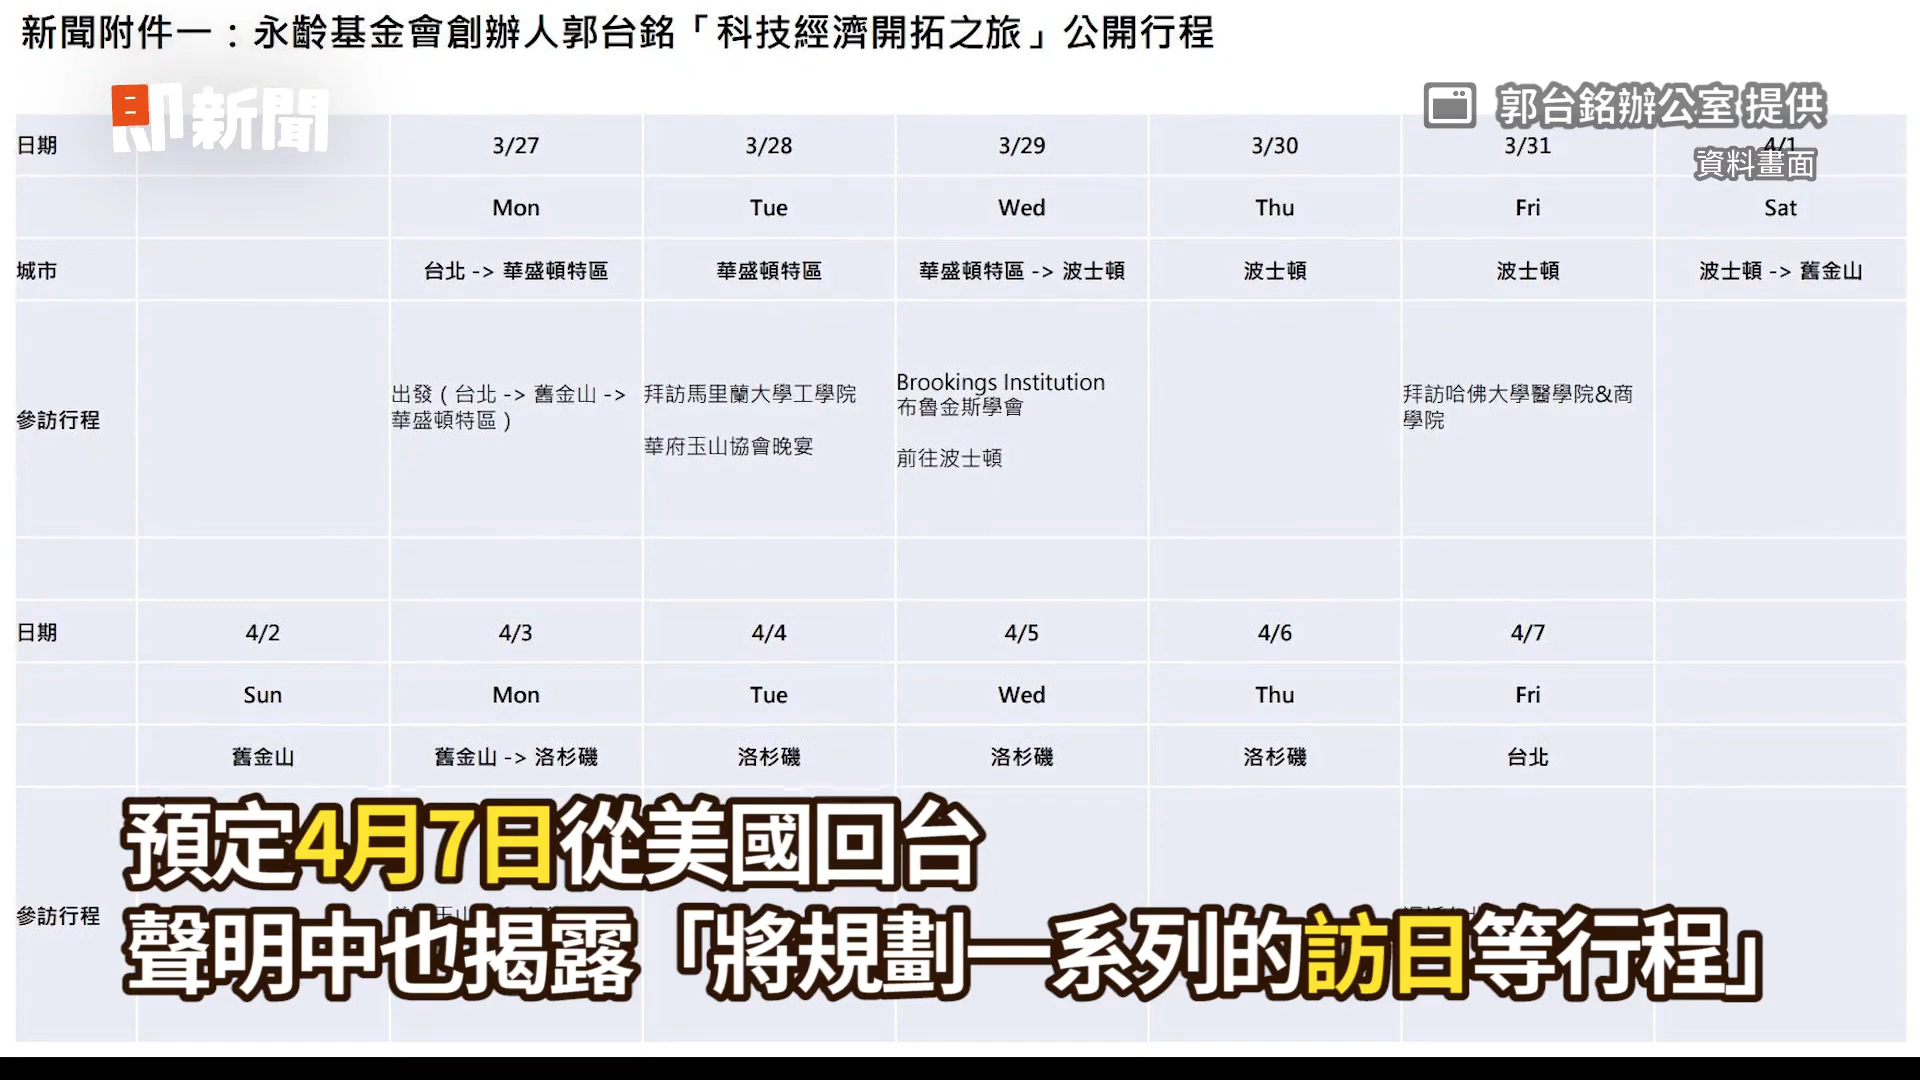 新聞附件一：永齡基金會創辦人郭台銘「科技經濟開拓之旅」公開行程
即新聞
郭台銘辦公室 提供
資料畫面
日期 3/27 3/28 3/29 3/30 3/31 4/1
Mon Tue Wed Thu Fri Sat
城市 台北 -> 華盛頓特區 華盛頓特區 華盛頓特區 -> 波士頓 波士頓 波士頓 波士頓 -> 舊金山
參訪行程
出發（台北 -> 舊金山 ->
華盛頓特區）
拜訪馬里蘭大學工學院
華府玉山協會晚宴
Brookings Institution
布魯金斯學會
前往波士頓
拜訪哈佛大學醫學院&商
學院
日期 4/2 4/3 4/4 4/5 4/6 4/7
Sun Mon Tue Wed Thu Fri
舊金山 舊金山 -> 洛杉磯 洛杉磯 洛杉磯 洛杉磯 台北
參訪行程
預定4月7日從美國回台
聲明中也揭露「將規劃一系列的訪日等行程」